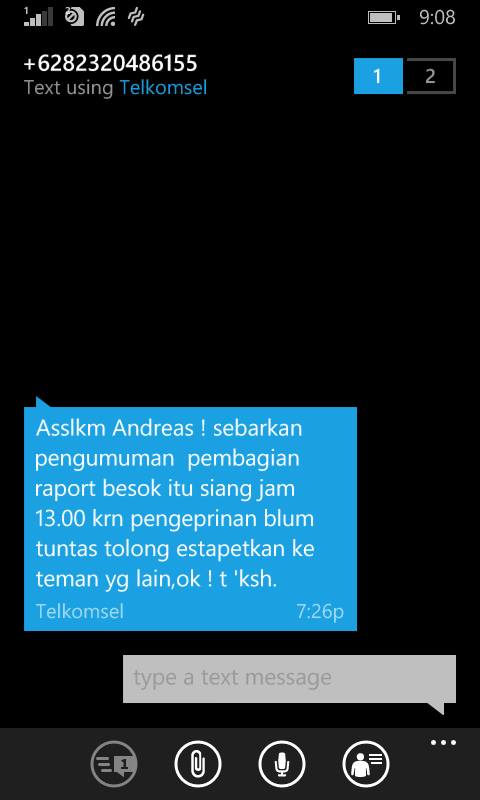 1 2 9:08
+6282320486155
Text using Telkomsel
1 2
Asslkm Andreas ! sebarkan
pengumuman  pembagian
raport besok itu siang jam
13.00 krn pengeprinan blum
tuntas tolong estapetkan ke
teman yg lain,ok ! t 'ksh.
Telkomsel 7:26p
type a text message
1